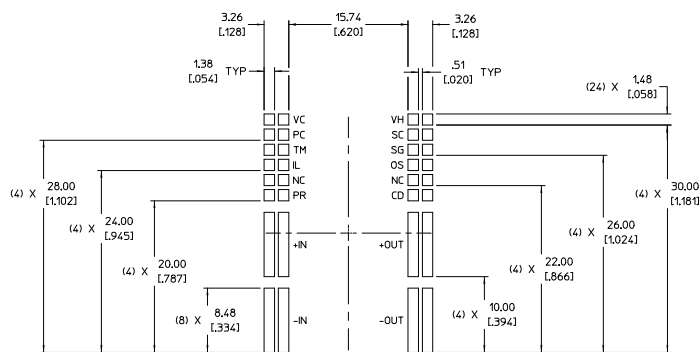 3.26
[.128]
15.74
[.620]
3.26
[.128]
1.38
[.054]
TYP
.51
[.020]
TYP
(24) X 1.48
[.058]
VC
VH
PC
SC
TM
SG
IL
OS
NC
NC
PR
CD
(4) X 28.00
[1.102]
(4) X 24.00
[.945]
(4) X 20.00
[.787]
(8) X 8.48
[.334]
+IN
+OUT
-IN
-OUT
(4) X 30.00
[1.181]
(4) X 26.00
[1.024]
(4) X 22.00
[.866]
(4) X 10.00
[.394]